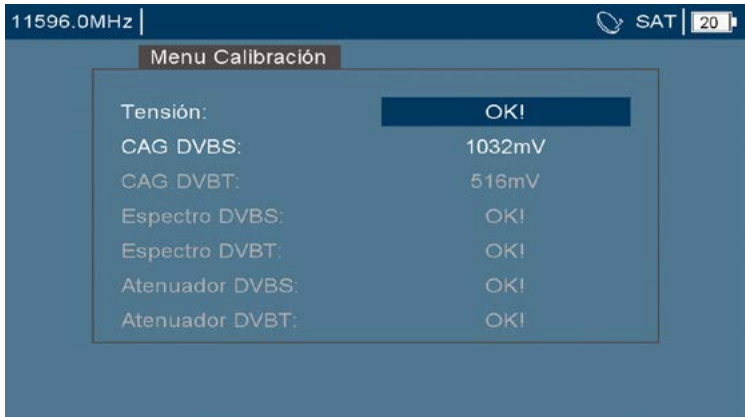 11596.0MHz SAT 20
Menu Calibración
Tensión: OK!
CAG DVBS: 1032mV
CAG DVBT: 516mV
Espectro DVBS: OK!
Espectro DVBT: OK!
Atenuador DVBS: OK!
Atenuador DVBT: OK!